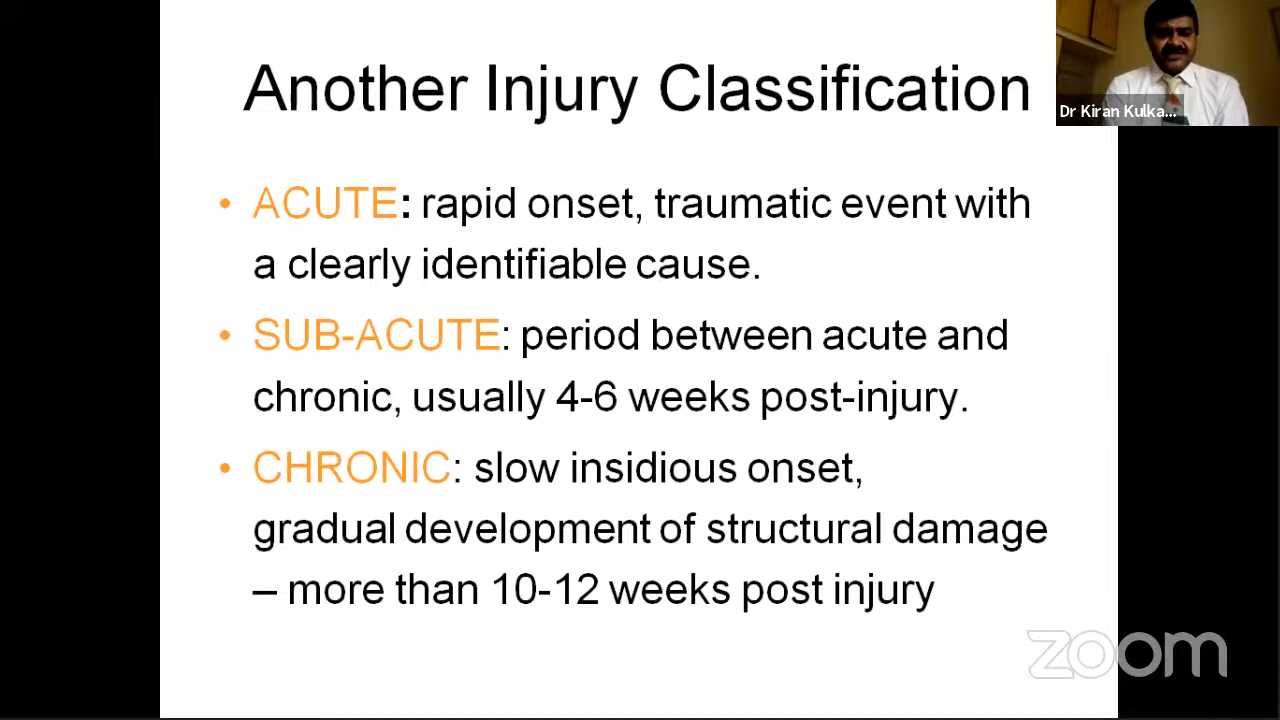 Another Injury Classification
Dr Kiran Kulka...
• ACUTE: rapid onset, traumatic event with
a clearly identifiable cause.
• SUB-ACUTE: period between acute and
chronic, usually 4-6 weeks post-injury.
• CHRONIC: slow insidious onset,
gradual development of structural damage
– more than 10-12 weeks post injury
zoom